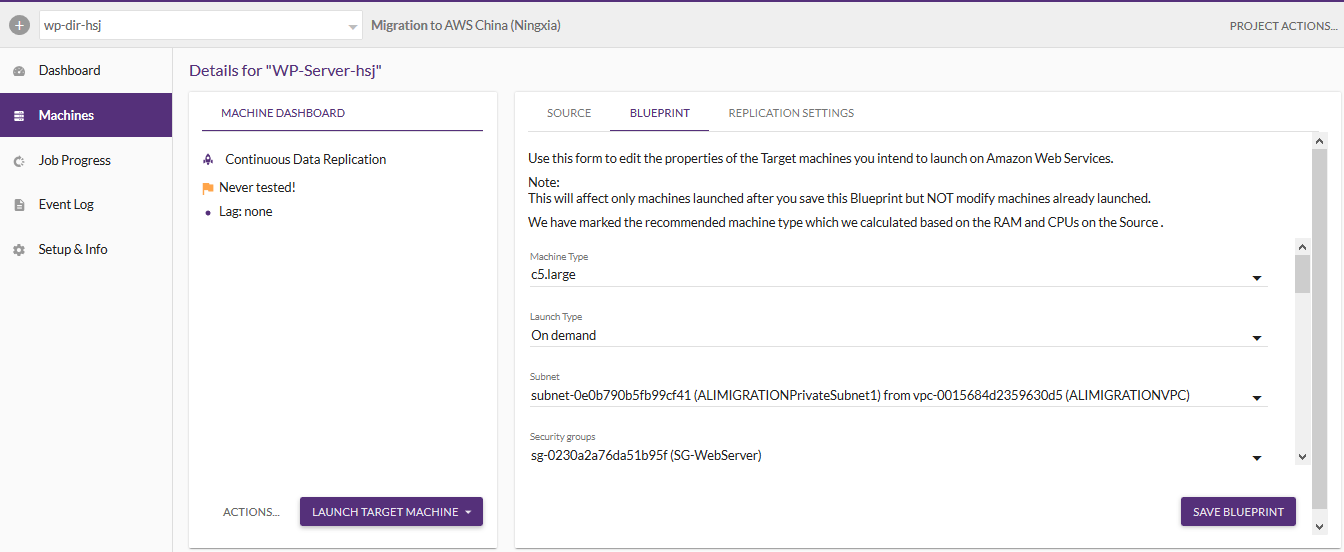 wp-dir-hsj
Migration to AWS China (Ningxia)
PROJECT ACTIONS...
Dashboard
Machines
Job Progress
Event Log
Setup & Info
Details for "WP-Server-hsj"
MACHINE DASHBOARD
Continuous Data Replication
Never tested!
Lag: none
ACTIONS...
LAUNCH TARGET MACHINE
SOURCE
BLUEPRINT
REPLICATION SETTINGS
Use this form to edit the properties of the Target machines you intend to launch on Amazon Web Services.
Note:
This will affect only machines launched after you save this Blueprint but NOT modify machines already launched.
We have marked the recommended machine type which we calculated based on the RAM and CPUs on the Source .
Machine Type
c5.large
Launch Type
On demand
Subnet
subnet-0e0b790b5fb99cf41 (ALIMIGRATIONPrivateSubnet1) from vpc-0015684d2359630d5 (ALIMIGRATIONVPC)
Security groups
sg-0230a2a76da51b95f (SG-WebServer)
SAVE BLUEPRINT